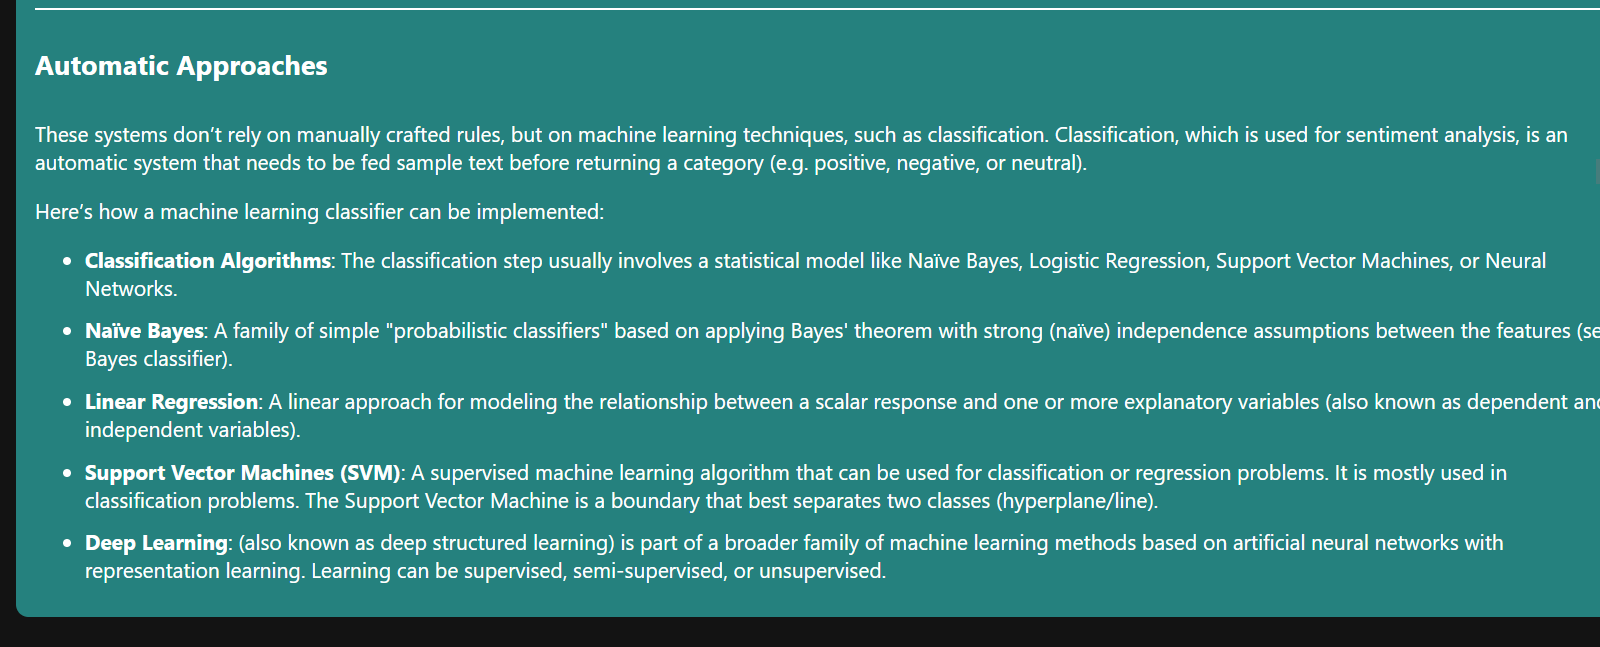 Automatic Approaches
These systems don’t rely on manually crafted rules, but on machine learning techniques, such as classification. Classification, which is used for sentiment analysis, is an
automatic system that needs to be fed sample text before returning a category (e.g. positive, negative, or neutral).
Here’s how a machine learning classifier can be implemented:
• Classification Algorithms: The classification step usually involves a statistical model like Naïve Bayes, Logistic Regression, Support Vector Machines, or Neural
Networks.
• Naïve Bayes: A family of simple "probabilistic classifiers" based on applying Bayes' theorem with strong (naïve) independence assumptions between the features
Bayes classifier).
• Linear Regression: A linear approach for modeling the relationship between a scalar response and one or more explanatory variables (also known as dependent and
independent variables).
• Support Vector Machines (SVM): A supervised machine learning algorithm that can be used for classification or regression problems. It is mostly used in
classification problems. The Support Vector Machine is a boundary that best separates two classes (hyperplane/line).
• Deep Learning: (also known as deep structured learning) is part of a broader family of machine learning methods based on artificial neural networks with
representation learning. Learning can be supervised, semi-supervised, or unsupervised.